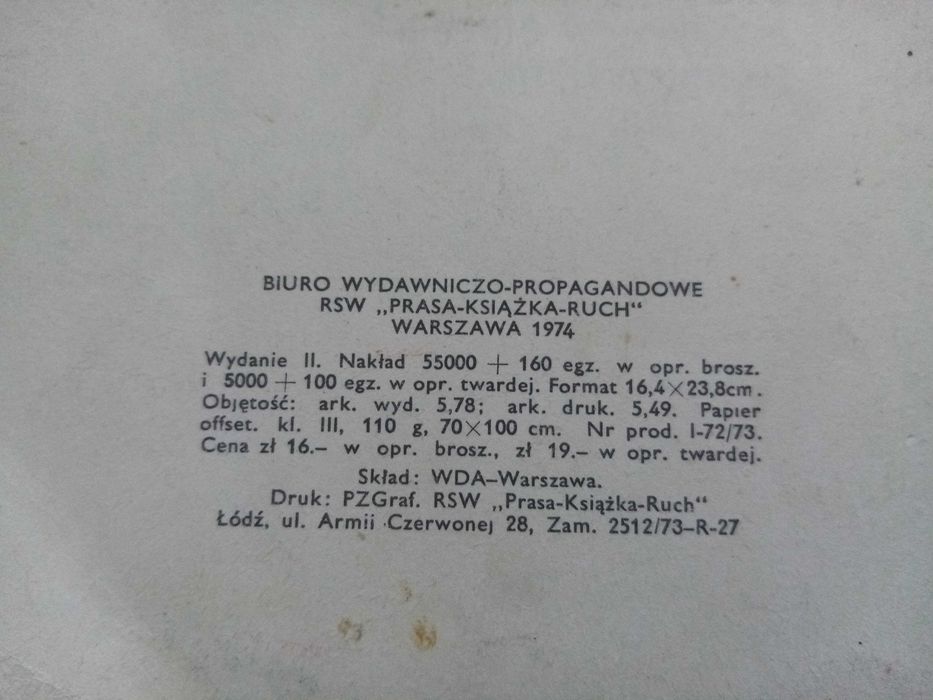 BIURO WYDAWNICZO-PROPAGANDOWE
RSW „PRASA-KSIĄŻKA-RUCH"
WARSZAWA 1974
Wydanie II. Nakład 55000 + 160 egz. w opr. brosz.
i 5000 + 100 egz. w opr. twardej. Format 16,4×23,8cm.
Objętość: ark. wyd. 5,78; ark. druk. 5,49. Papier
offset. kl. III, 110 g, 70×100 cm. Nr prod. I-72/73.
Cena zł 16.– w opr. brosz., zł 19.– w opr. twardej.
Skład: WDA–Warszawa.
Druk: PZGraf. RSW „Prasa-Książka-Ruch"
Łódź, ul. Armii Czerwonej 28, Zam. 2512/73–R-27